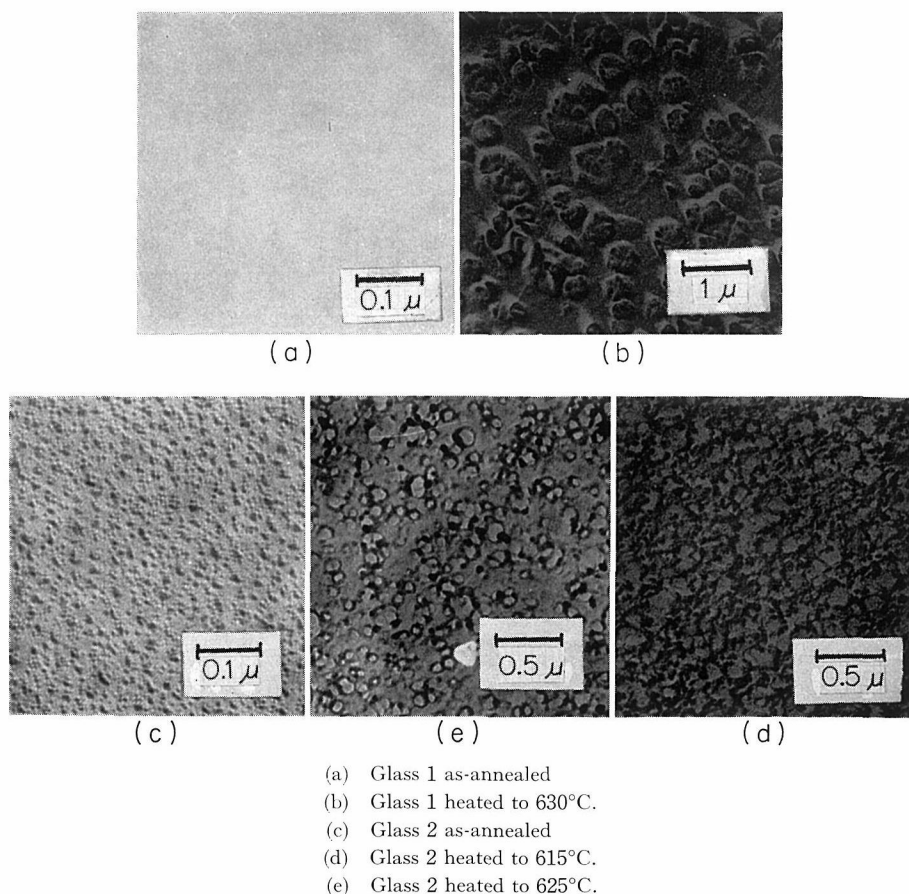 0.1 μ
1 μ
(a)
(b)
0.1 μ
0.5 μ
0.5 μ
(c)
(e)
(d)
(a) Glass 1 as-annealed
(b) Glass 1 heated to 630°C.
(c) Glass 2 as-annealed
(d) Glass 2 heated to 615°C.
(e) Glass 2 heated to 625°C.